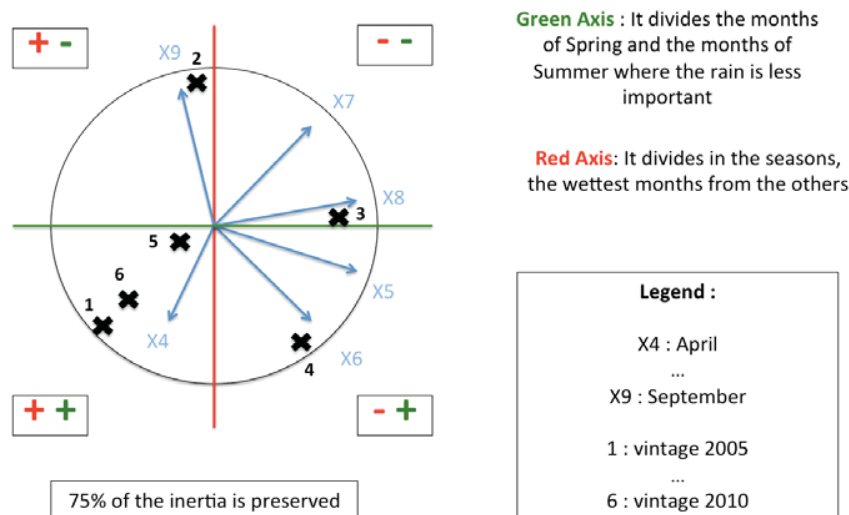 + -
- -
X9
2
X7
X8
3
5
6
1
X4
X5
X6
4
+ +
- +
75% of the inertia is preserved
Green Axis : It divides the months
of Spring and the months of
Summer where the rain is less
important
Red Axis: It divides in the seasons,
the wettest months from the others
Legend :
X4 : April
...
X9 : September
1 : vintage 2005
...
6 : vintage 2010